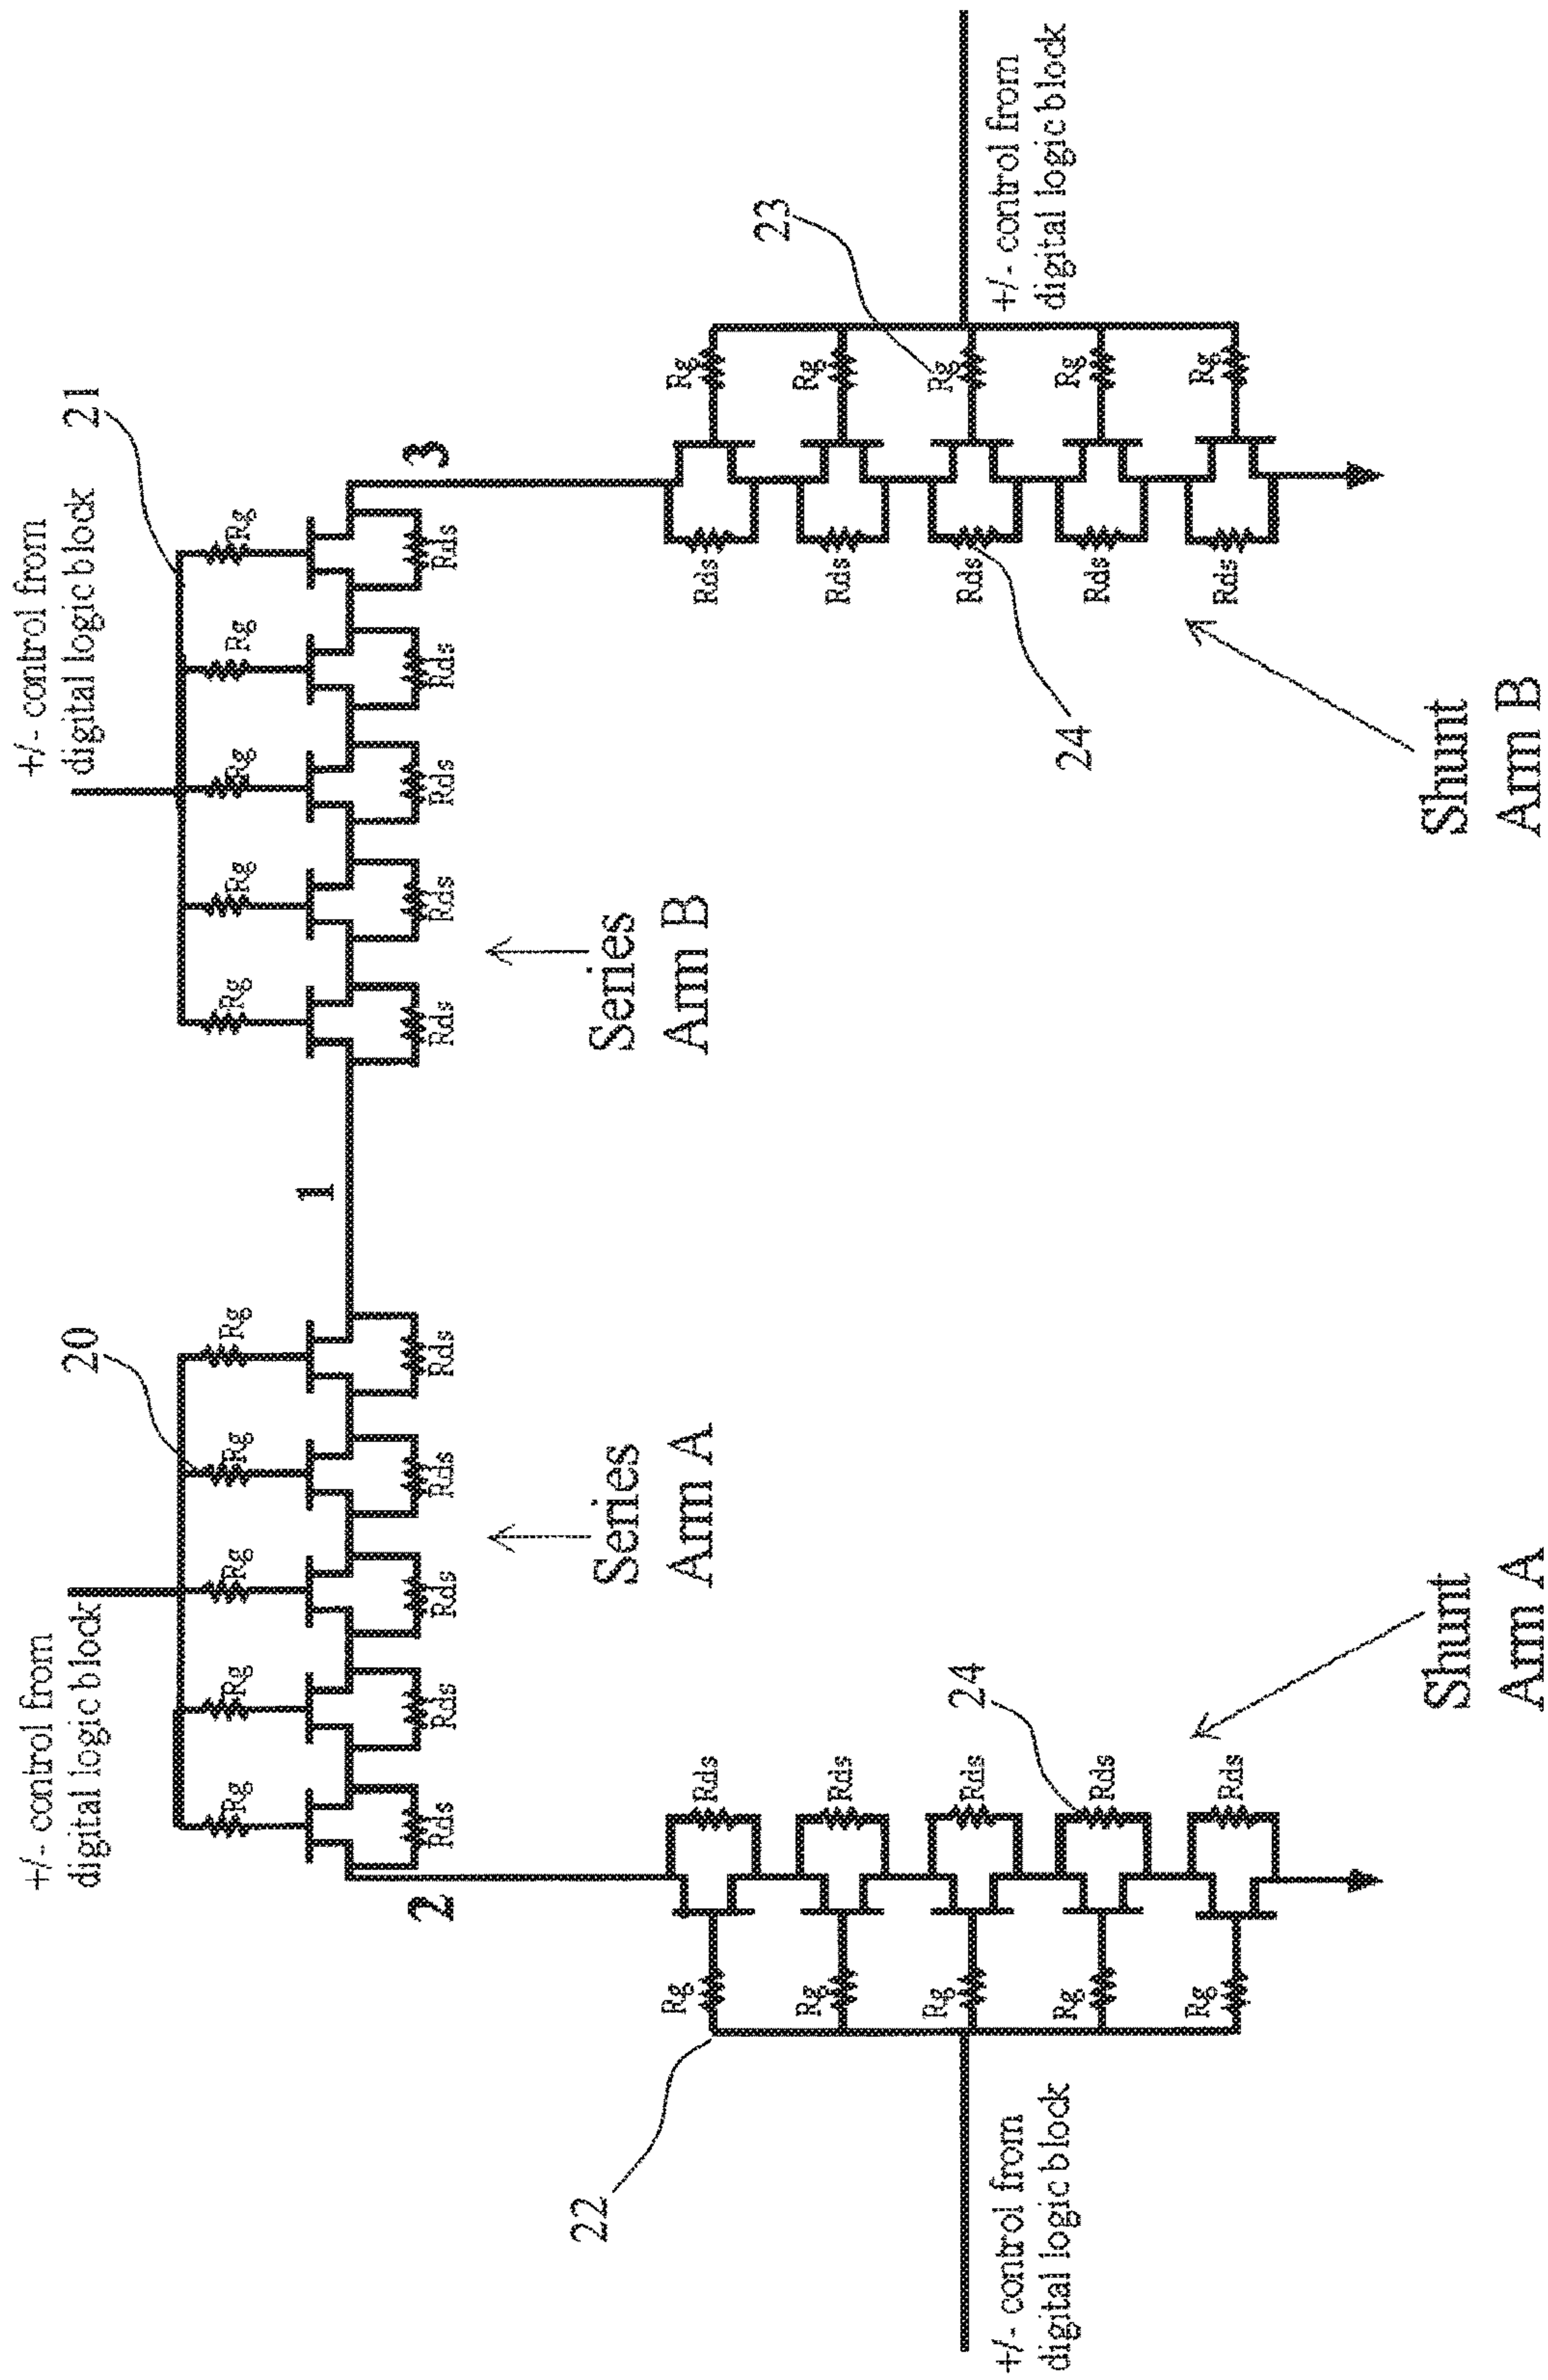 +/- control from
digital logic block
20
+/- control from
digital logic block
21
Rg
Rg
Rg
Rg
Rg
Rg
Rg
Rg
Rg
Rg
1
2
Rds
Rds
Rds
Rds
Rds
Rds
Rds
Rds
Rds
Rds
3
Series
Arm A
Series
Arm B
22
Rg
Rds
Rds
Rg
23
Rg
Rds
Rds
Rg
24
Rg
Rds
Rds
Rg
+/- control from
digital logic block
+/- control from
digital logic block
24
Rg
Rds
Rds
Rg
Rg
Rds
Rds
Rg
Shunt
Arm A
Shunt
Arm B